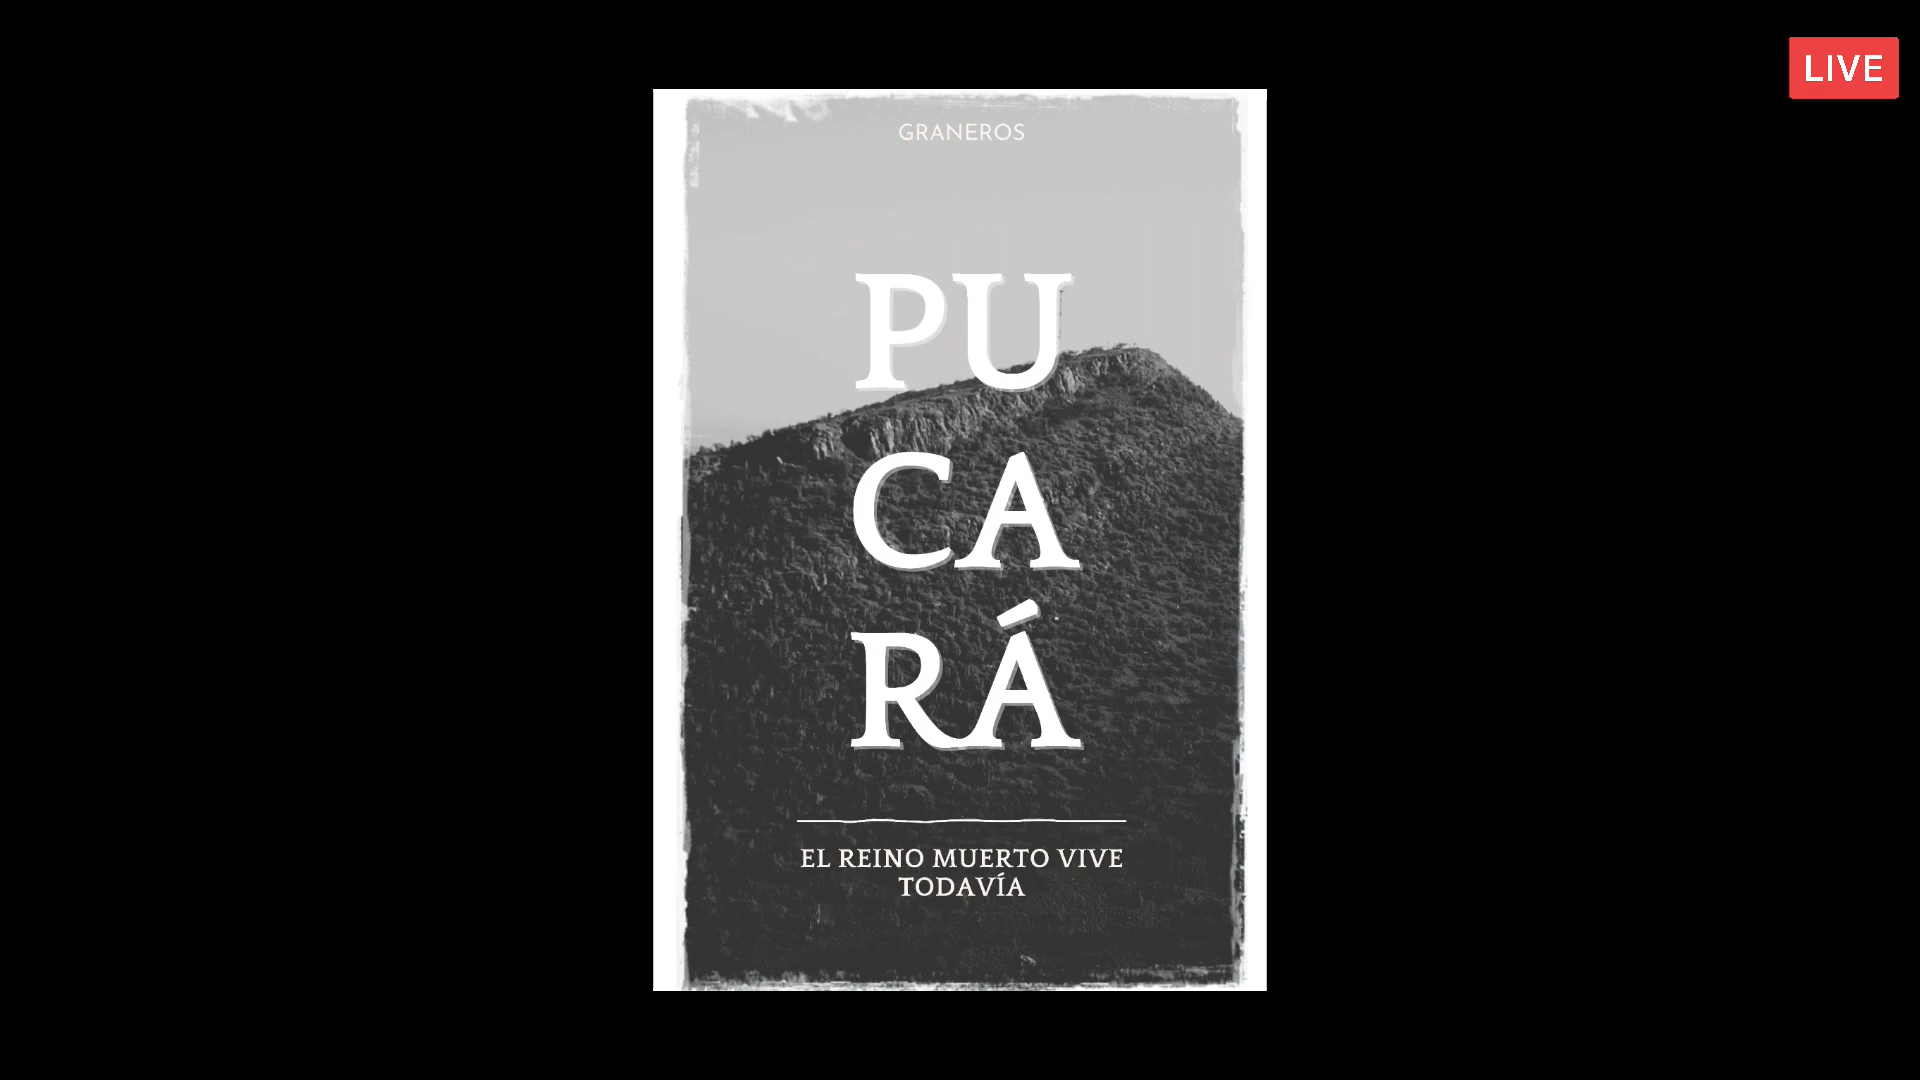 LIVE
GRANEROS
PU
CA
RÁ
EL REINO MUERTO VIVE
TODAVÍA